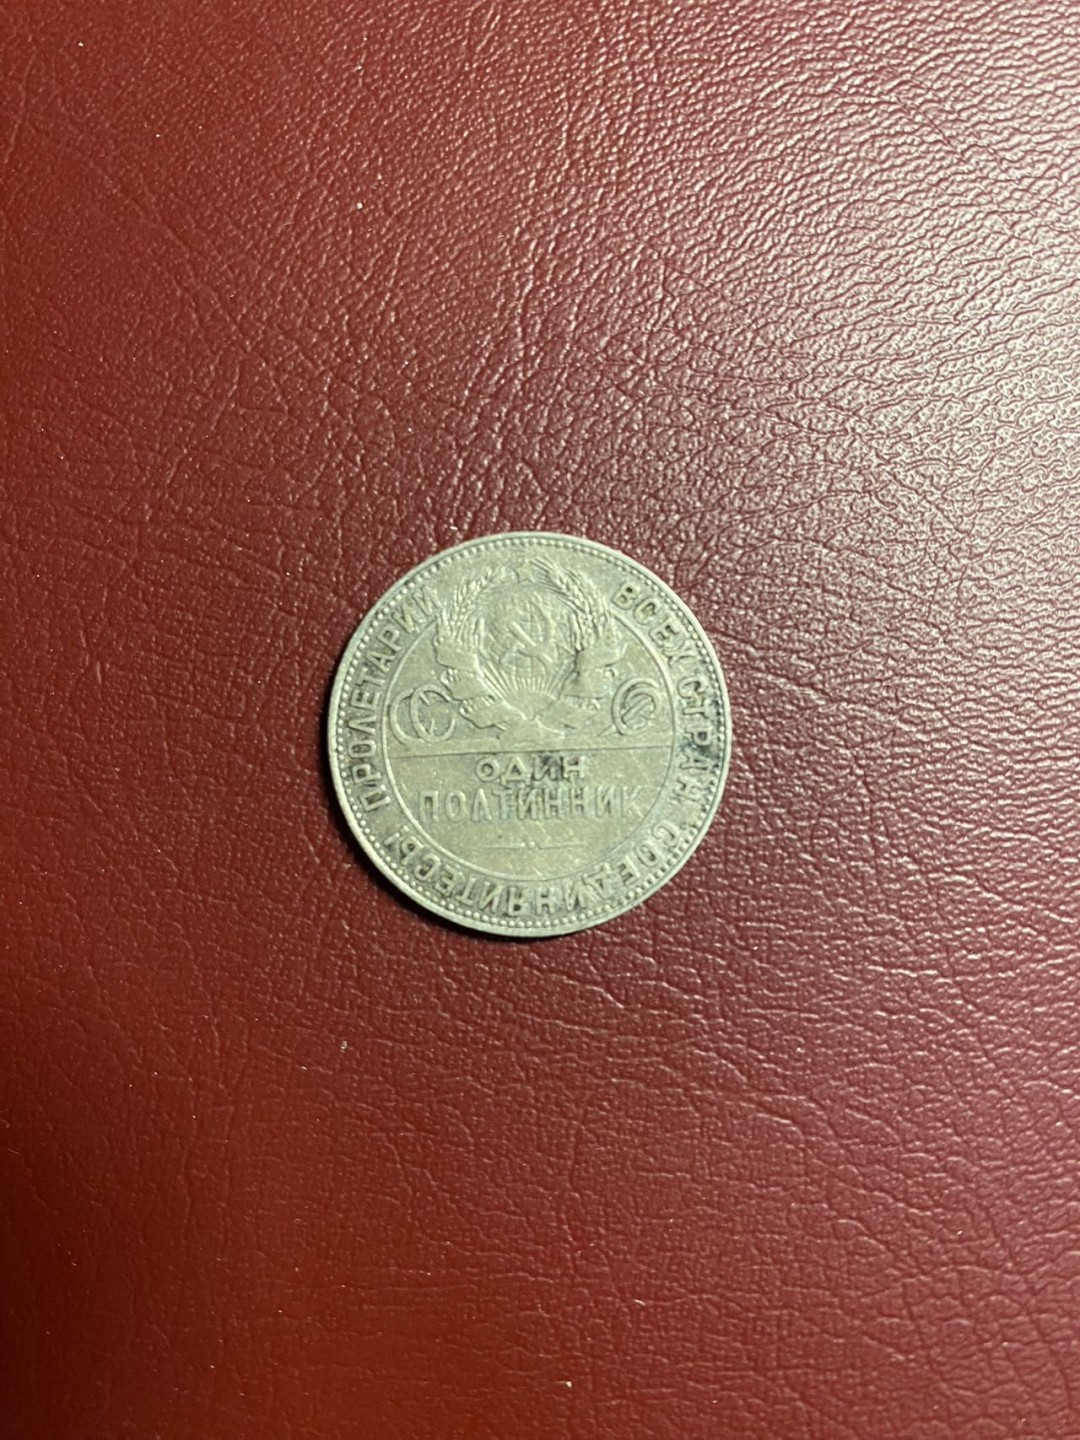 ПРОЛЕТАРИИ ВСЕХ СТРАН СОЕДИНЯЙТЕСЬ
ОДИН
ПОЛТИННИК